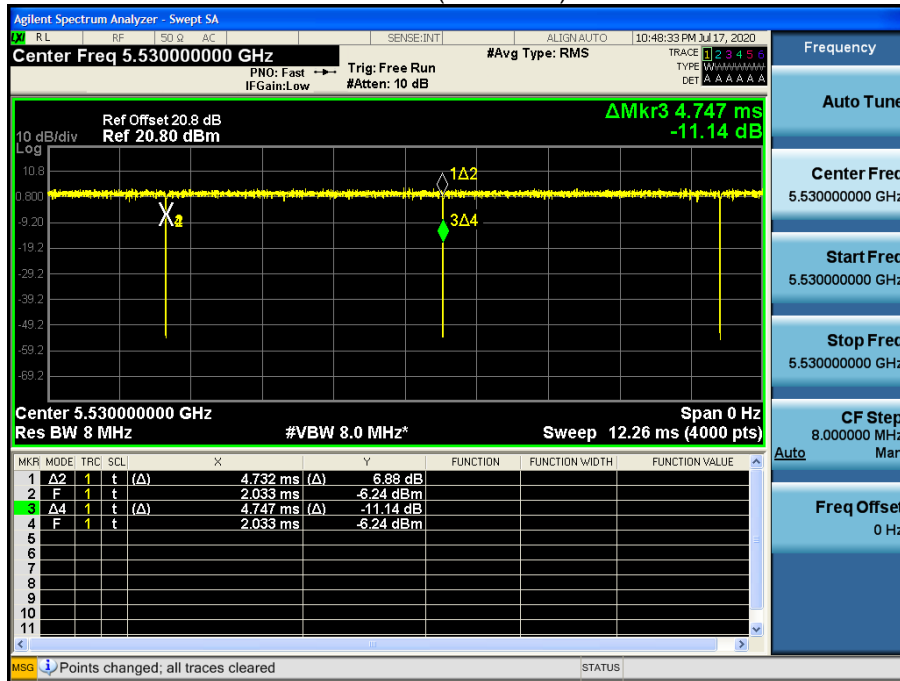 Agilent Spectrum Analyzer - Swept SA
LXI RL RF 50 Ω AC SENSE:INT ALIGN AUTO 10:48:33 PM Jul 17, 2020
Center Freq 5.530000000 GHz #Avg Type: RMS TRACE 1 2 3 4 5 6
PNO: Fast Trig: Free Run TYPE WWWWWW
IFGain:Low #Atten: 10 dB DET A A A A A A
ΔMkr3 4.747 ms
-11.14 dB
Ref Offset 20.8 dB
10 dB/div Ref 20.80 dBm
Log
10.8
0.800
-9.20
-19.2
-29.2
-39.2
-49.2
-59.2
-69.2
1Δ2
3Δ4
Center 5.530000000 GHz Span 0 Hz
Res BW 8 MHz #VBW 8.0 MHz* Sweep 12.26 ms (4000 pts)
MKR MODE TRC SCL X Y FUNCTION FUNCTION WIDTH FUNCTION VALUE
1 Δ2 1 t (Δ) 4.732 ms (Δ) 6.88 dB
2 F 1 t 2.033 ms -6.24 dBm
3 Δ4 1 t (Δ) 4.747 ms (Δ) -11.14 dB
4 F 1 t 2.033 ms -6.24 dBm
5
6
7
8
9
10
11
MSG Points changed; all traces cleared STATUS
Frequency
Auto Tune
Center Freq
5.530000000 GHz
Start Freq
5.530000000 GHz
Stop Freq
5.530000000 GHz
CF Step
8.000000 MHz
Auto Man
Freq Offset
0 Hz